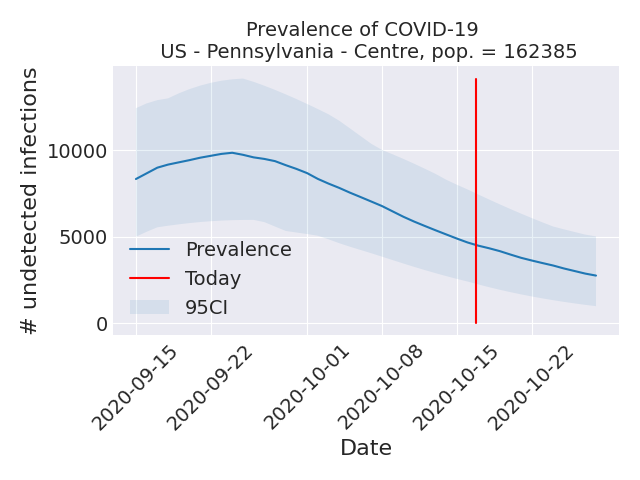 Prevalence of COVID-19
US - Pennsylvania - Centre, pop. = 162385
# undetected infections
10000
5000
0
Prevalence
Today
95CI
2020-09-15
2020-09-22
2020-10-01
2020-10-08
2020-10-15
2020-10-22
Date